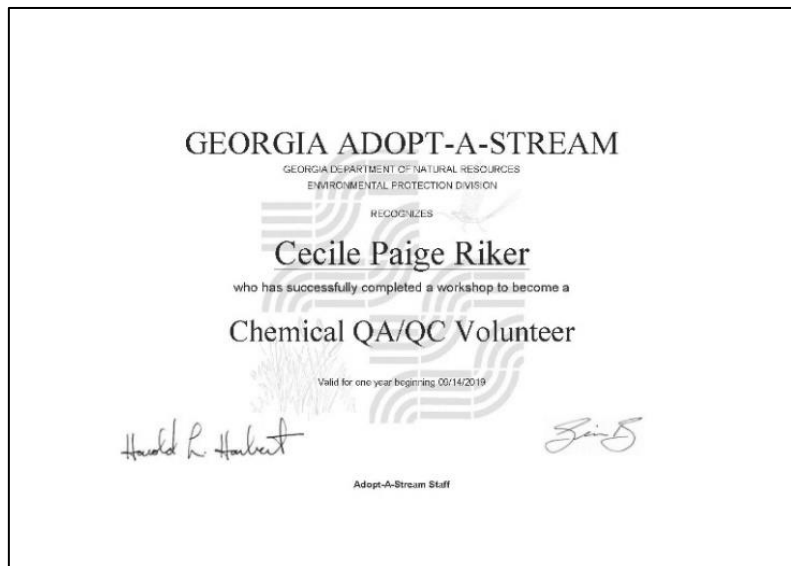 GEORGIA ADOPT-A-STREAM
GEORGIA DEPARTMENT OF NATURAL RESOURCES
ENVIRONMENTAL PROTECTION DIVISION
RECOGNIZES
Cecile Paige Riker
who has successfully completed a workshop to become a
Chemical QA/QC Volunteer
Valid for one year beginning 09/14/2019
Harold L. Harbert
Adopt-A-Stream Staff